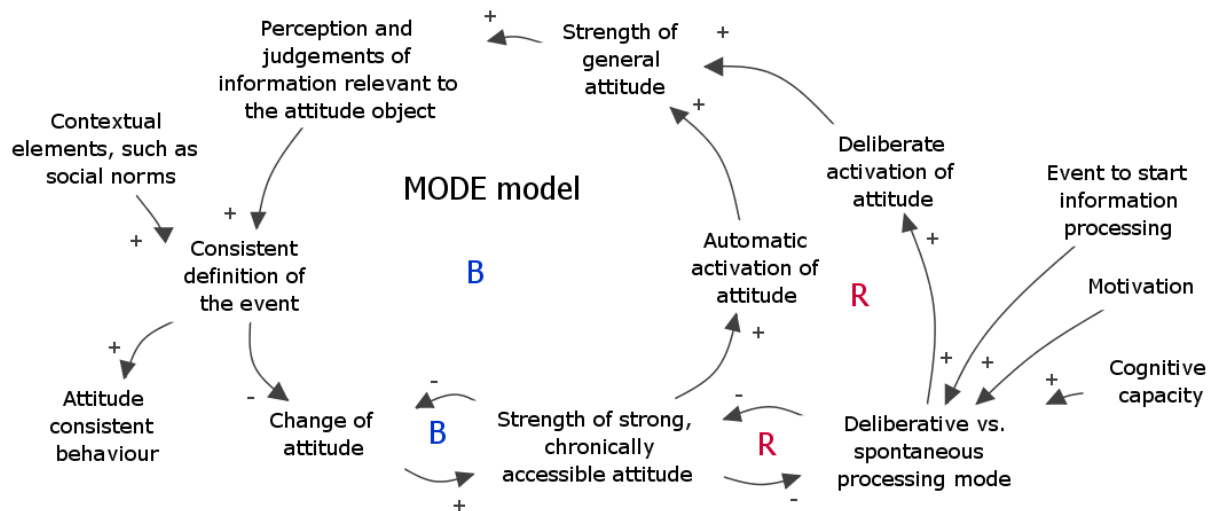 Perception and
judgements of
information relevant to
the attitude object
+
Strength of
general
attitude
+
+
Contextual
elements, such as
social norms
+
+
MODE model
Deliberate
activation of
attitude
+
Event to start
information
processing
Consistent
definition of
the event
B
Automatic
activation of
attitude
+
R
Motivation
+
Attitude
consistent
behaviour
-
Change of
attitude
-
B
+
Strength of strong,
chronically
accessible attitude
-
R
-
Deliberative vs.
spontaneous
processing mode
+
+
+
Cognitive
capacity